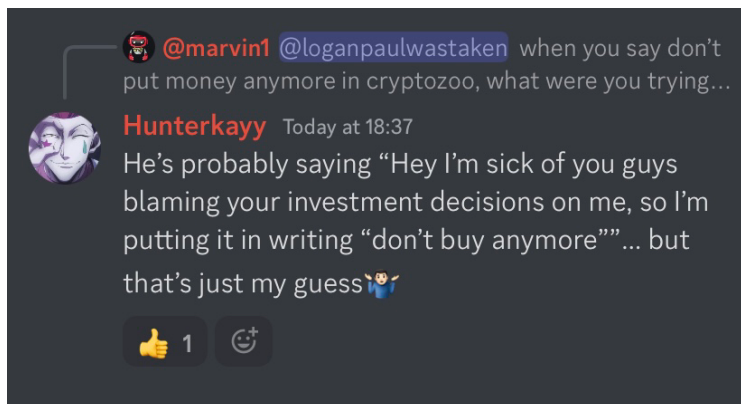 @marvin1 @loganpaulwastaken when you say don’t
put money anymore in cryptozoo, what were you trying...
Hunterkayy Today at 18:37
He’s probably saying “Hey I’m sick of you guys
blaming your investment decisions on me, so I’m
putting it in writing “don’t buy anymore””... but
that’s just my guess🤷🏻‍♂️
👍 1